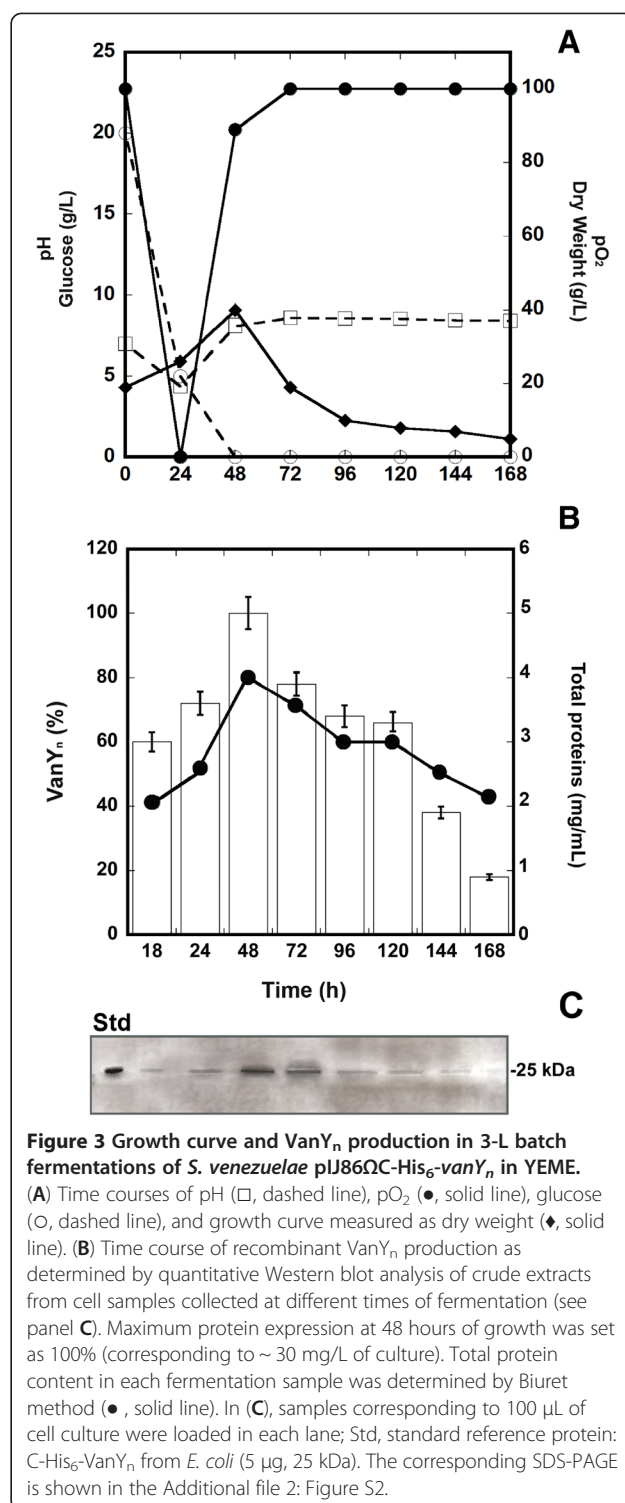 A
25
20
15
10
5
0
pH
Glucose (g/L)
100
80
60
40
20
0
pO₂
Dry Weight (g/L)
0 24 48 72 96 120 144 168
B
120
100
80
60
40
20
0
VanYₙ (%)
6
5
4
3
2
1
0
Total proteins (mg/mL)
18 24 48 72 96 120 144 168
Time (h)
C
Std
-25 kDa
Figure 3 Growth curve and VanYₙ production in 3-L batch
fermentations of S. venezuelae pIJ86ΩC-His₆-vanYₙ in YEME.
(A) Time courses of pH (□, dashed line), pO₂ (●, solid line), glucose
(○, dashed line), and growth curve measured as dry weight (♦, solid
line). (B) Time course of recombinant VanYₙ production as
determined by quantitative Western blot analysis of crude extracts
from cell samples collected at different times of fermentation (see
panel C). Maximum protein expression at 48 hours of growth was set
as 100% (corresponding to ~ 30 mg/L of culture). Total protein
content in each fermentation sample was determined by Biuret
method (● , solid line). In (C), samples corresponding to 100 μL of
cell culture were loaded in each lane; Std, standard reference protein:
C-His₆-VanYₙ from E. coli (5 μg, 25 kDa). The corresponding SDS-PAGE
is shown in the Additional file 2: Figure S2.